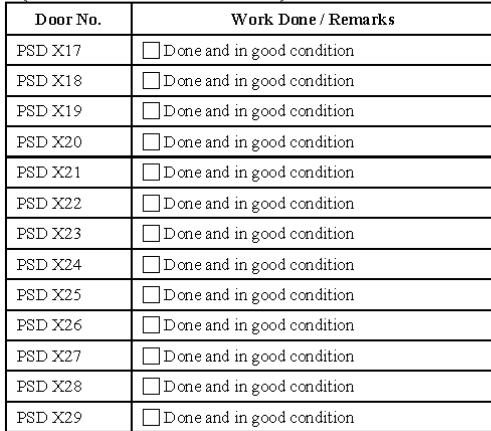 Door No. Work Done / Remarks
PSD X17 Done and in good condition
PSD X18 Done and in good condition
PSD X19 Done and in good condition
PSD X20 Done and in good condition
PSD X21 Done and in good condition
PSD X22 Done and in good condition
PSD X23 Done and in good condition
PSD X24 Done and in good condition
PSD X25 Done and in good condition
PSD X26 Done and in good condition
PSD X27 Done and in good condition
PSD X28 Done and in good condition
PSD X29 Done and in good condition